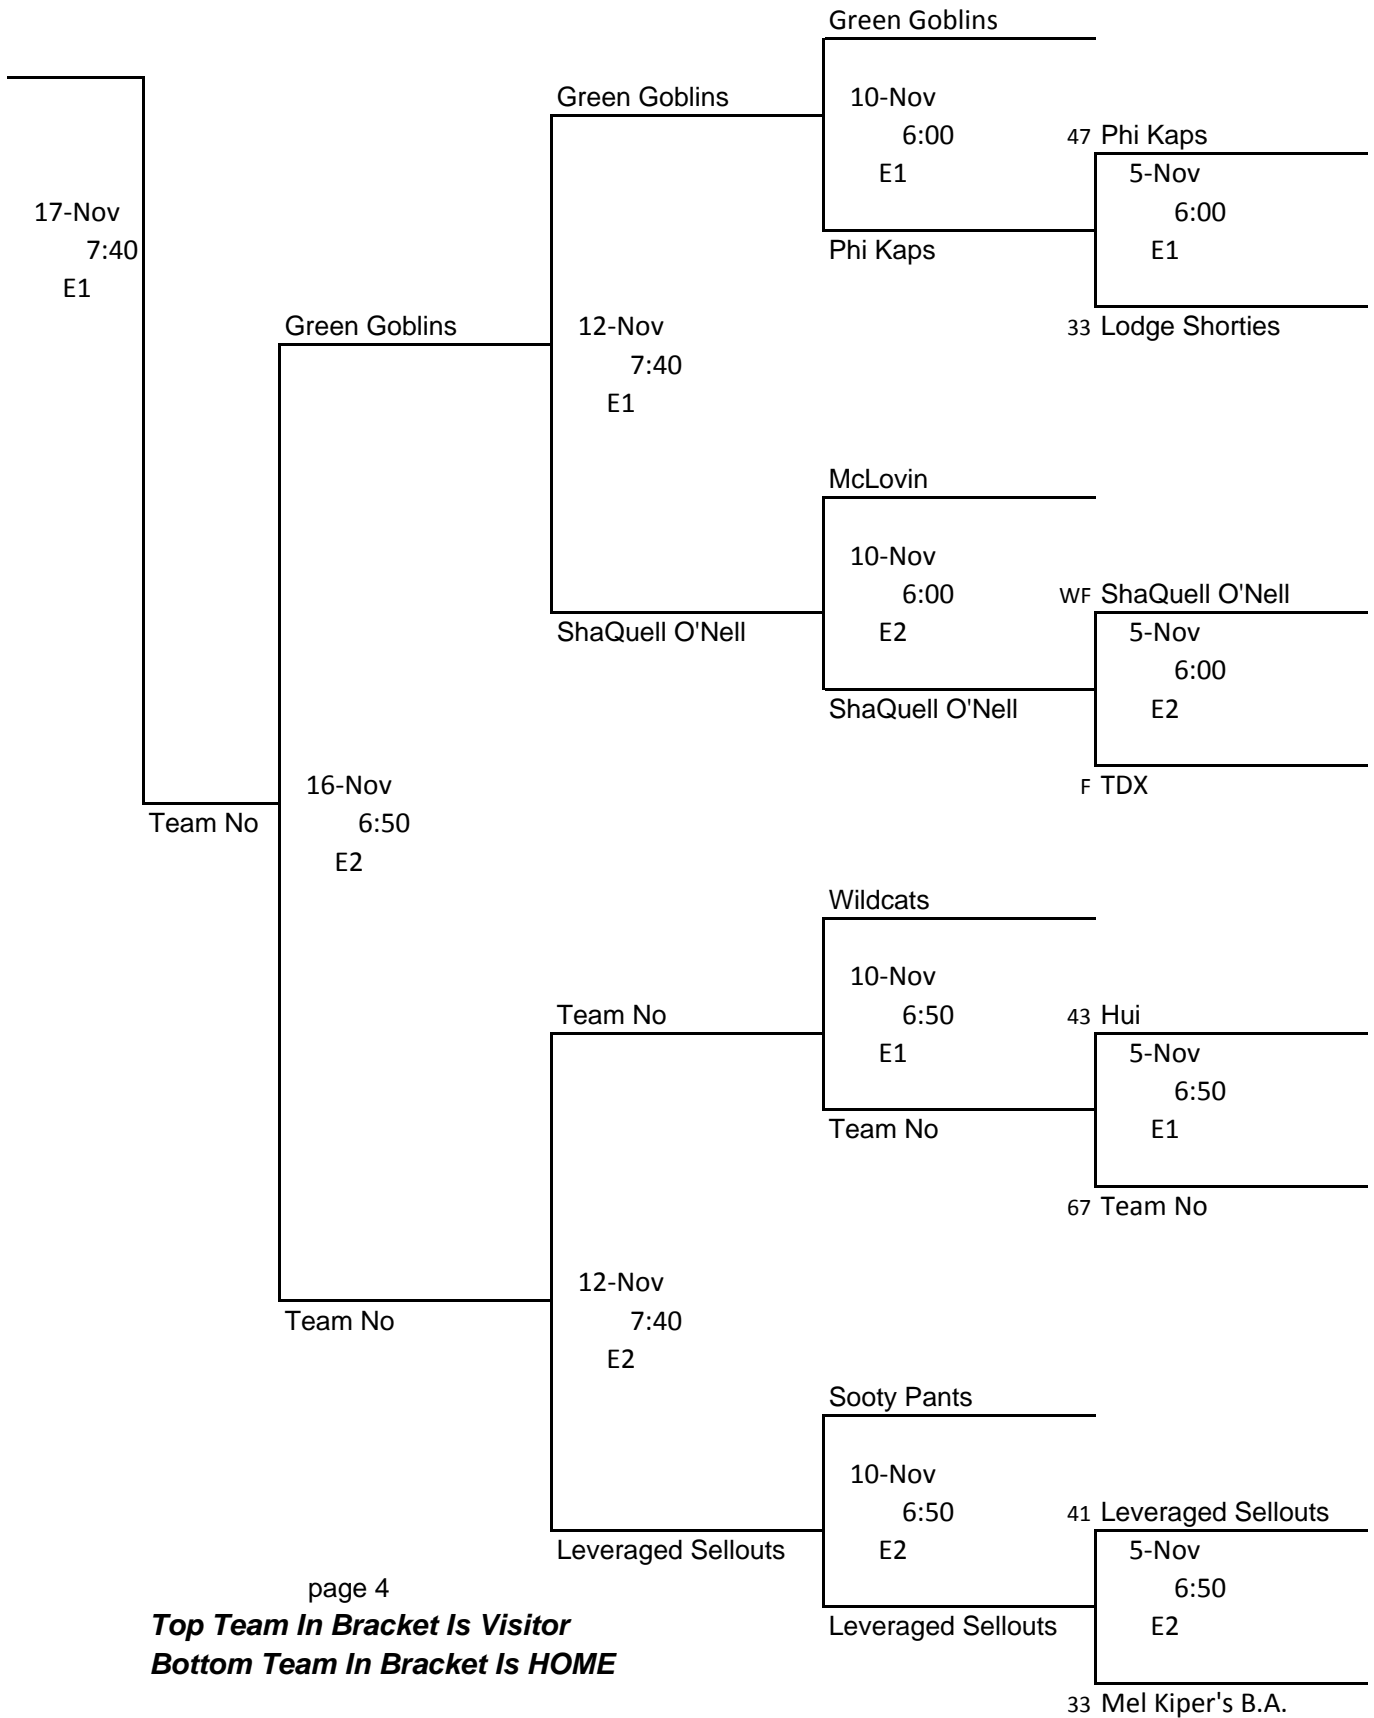 Green Goblins
Green Goblins
10-Nov
6:00
47 Phi Kaps
E1
5-Nov
17-Nov
6:00
7:40
Phi Kaps
E1
E1
Green Goblins
12-Nov
33 Lodge Shorties
7:40
E1
McLovin
10-Nov
6:00
WF ShaQuell O'Nell
ShaQuell O'Nell
E2
5-Nov
6:00
ShaQuell O'Nell
E2
16-Nov
F TDX
Team No
6:50
E2
Wildcats
10-Nov
Team No
6:50
43 Hui
E1
5-Nov
6:50
Team No
E1
67 Team No
12-Nov
Team No
7:40
E2
Sooty Pants
10-Nov
6:50
41 Leveraged Sellouts
Leveraged Sellouts
E2
5-Nov
page 4
6:50
Top Team In Bracket Is Visitor
Leveraged Sellouts
E2
Bottom Team In Bracket Is HOME
33 Mel Kiper's B.A.